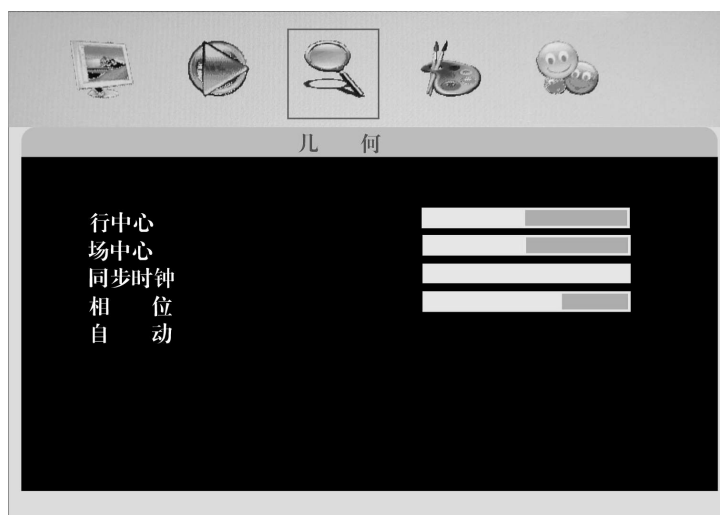 几 何
行中心
场中心
同步时钟
相 位
自 动